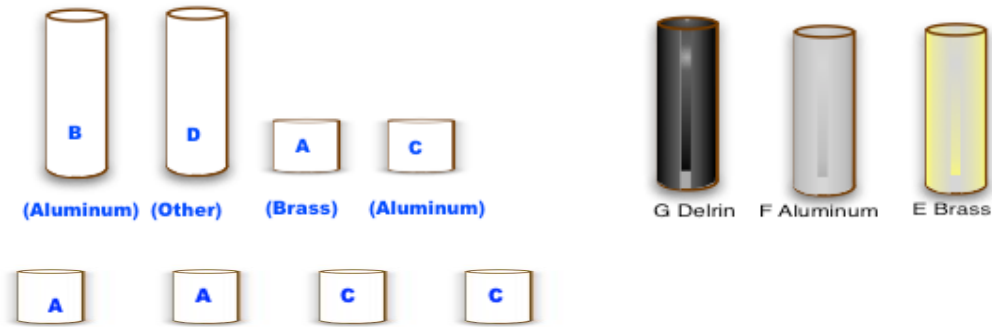 B
D
A
C
(Aluminum) (Other) (Brass) (Aluminum)
G Delrin F Aluminum E Brass
A
A
C
C